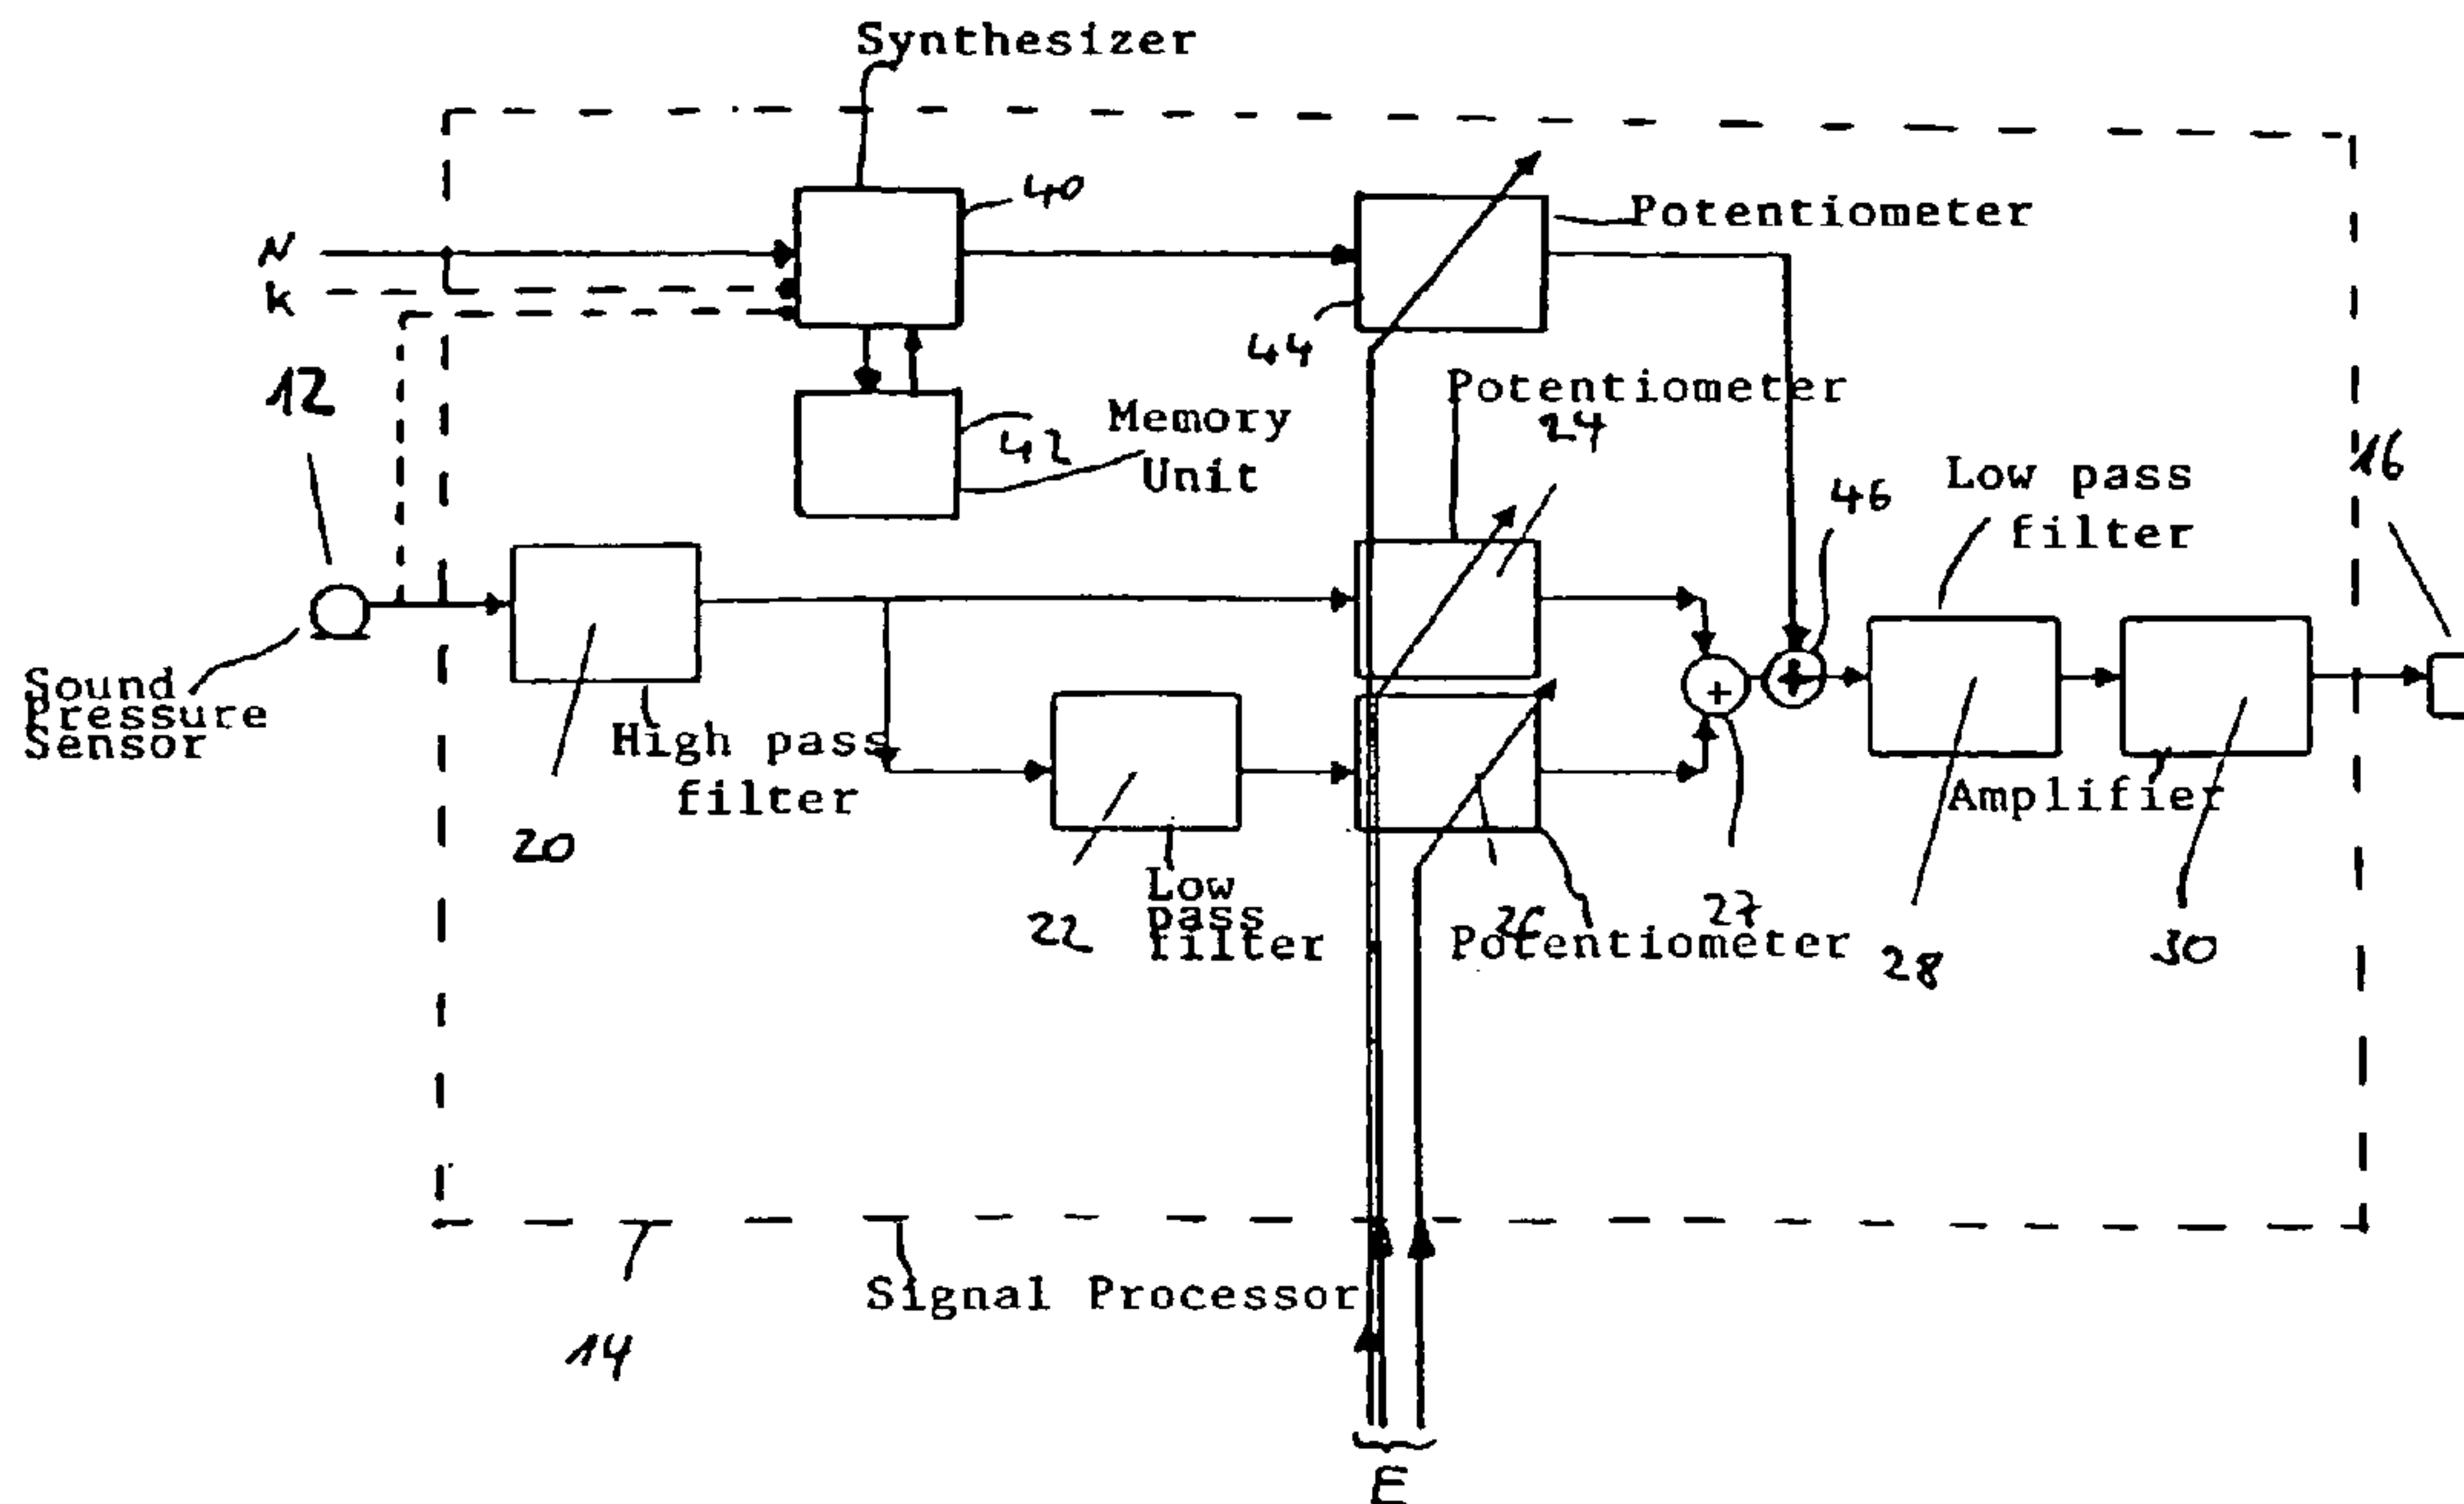 Synthesizer
40
Potentiometer
N
k
44
12
Potentiometer
24
Memory
Unit
42
46
Low pass
filter
16
Sound
Pressure
Sensor
High pass
filter
20
Low
pass
filter
22
26
Potentiometer
27
Amplifier
28
30
Signal Processor
14
E